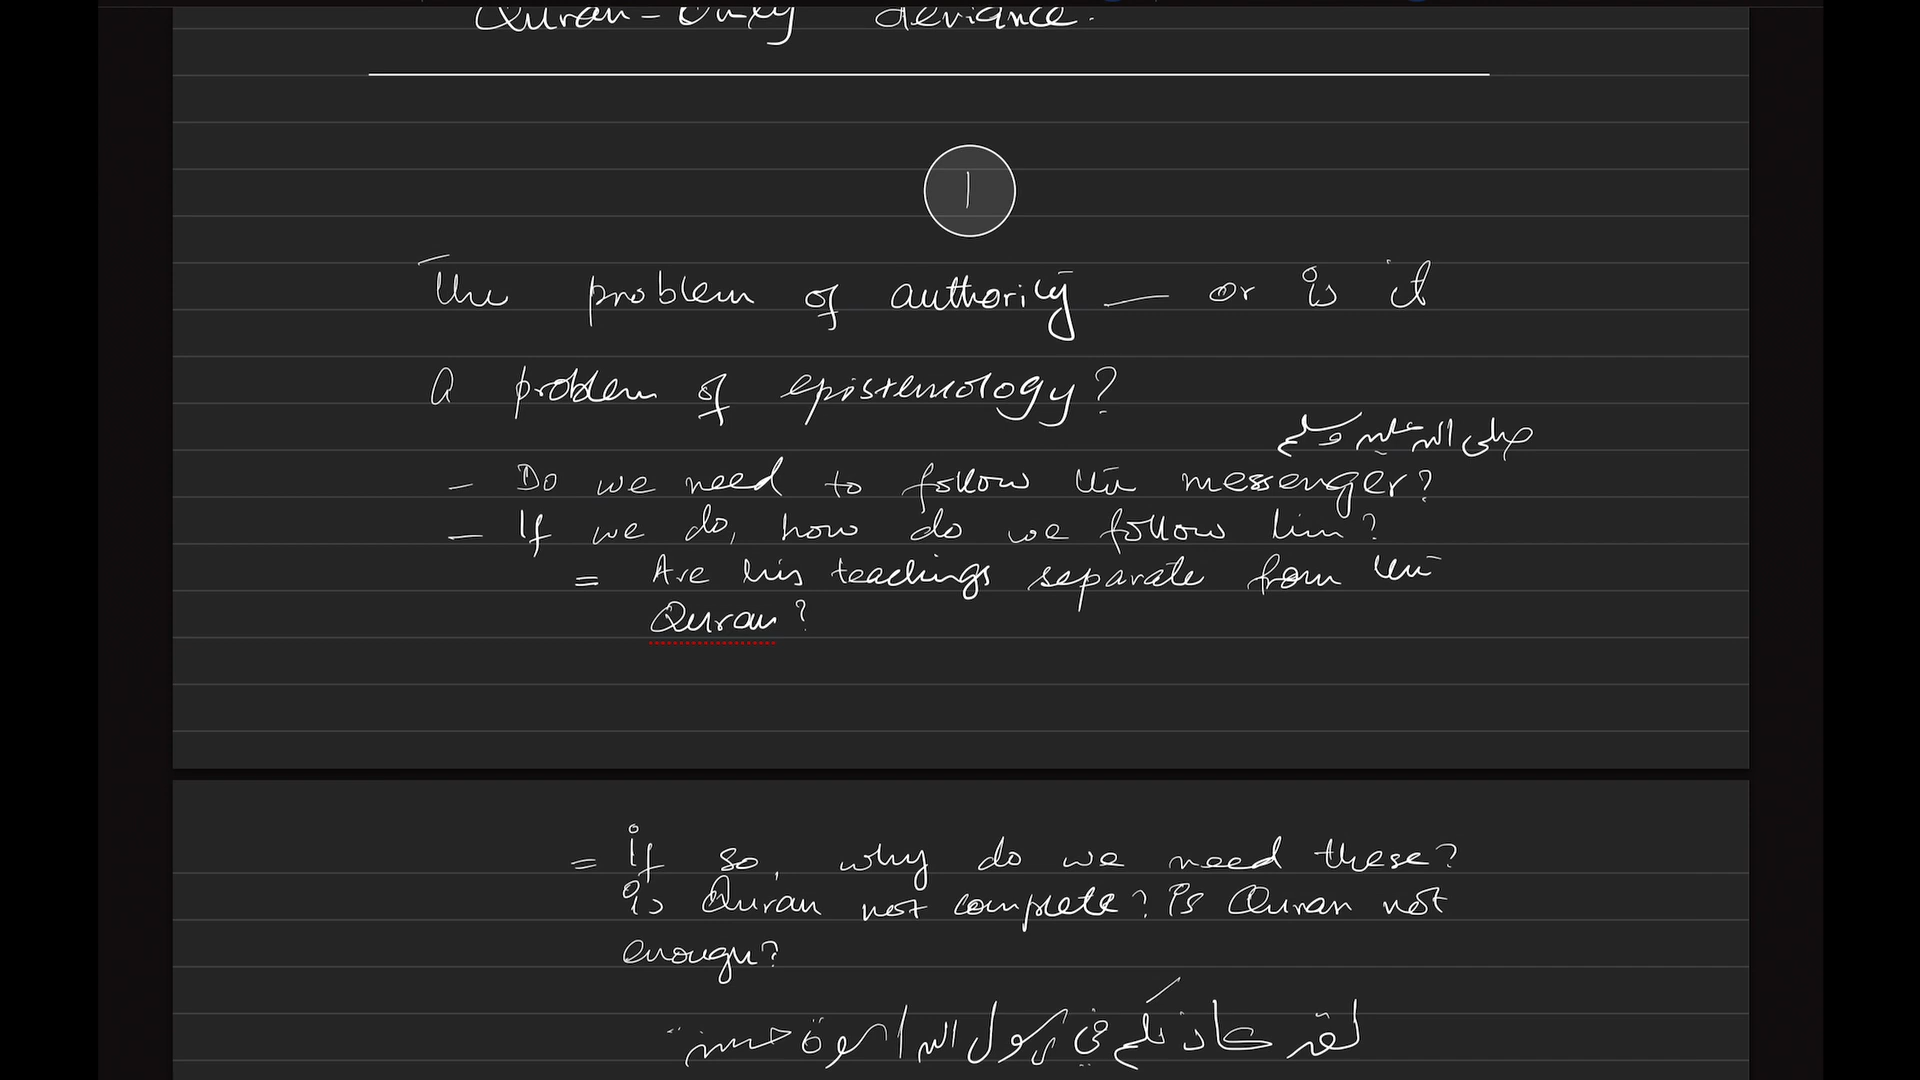 Quran-Only deviance.
1
The problem of authority — or is it
a problem of epistemology?
صلى الله عليه وسلم
- Do we need to follow the messenger?
- If we do, how do we follow him?
= Are his teachings separate from the
Quran?
= If so, why do we need these?
Is Quran not complete? Is Quran not
enough?
لقد كان لكم في رسول الله اسوة حسنة